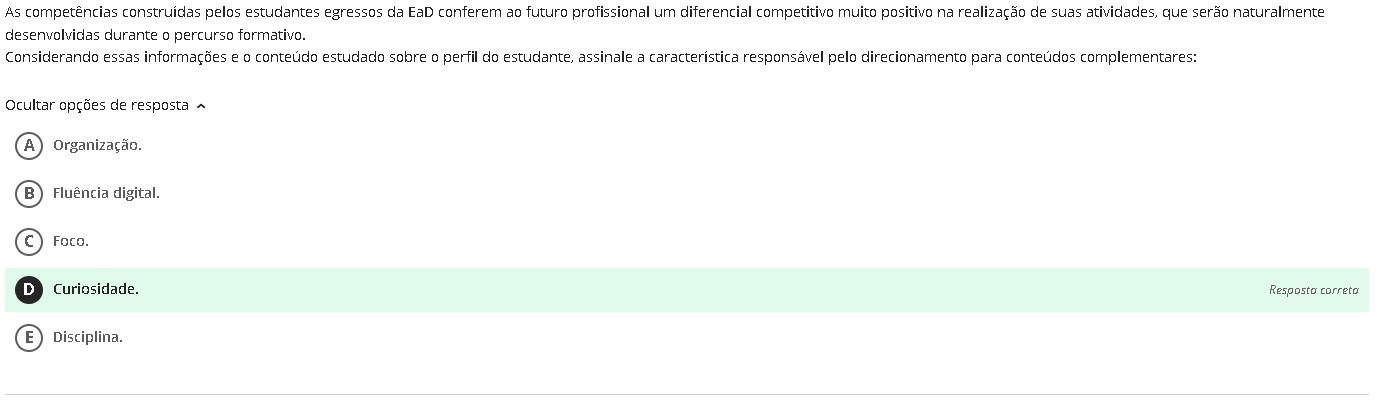 As competências construídas pelos estudantes egressos da EaD conferem ao futuro profissional um diferencial competitivo muito positivo na realização de suas atividades, que serão naturalmente
desenvolvidas durante o percurso formativo.
Considerando essas informações e o conteúdo estudado sobre o perfil do estudante, assinale a característica responsável pelo direcionamento para conteúdos complementares:
Ocultar opções de resposta
A Organização.
B Fluência digital.
C Foco.
D Curiosidade. Resposta correta
E Disciplina.